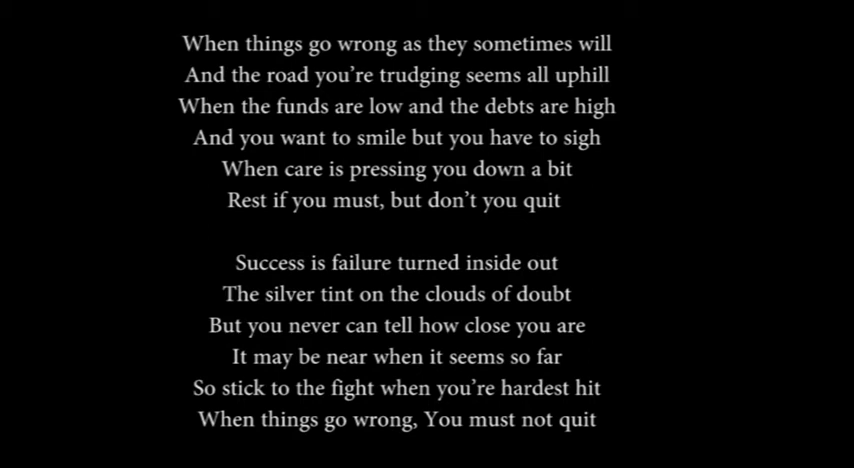 When things go wrong as they sometimes will
And the road you're trudging seems all uphill
When the funds are low and the debts are high
And you want to smile but you have to sigh
When care is pressing you down a bit
Rest if you must, but don't you quit
Success is failure turned inside out
The silver tint on the clouds of doubt
But you never can tell how close you are
It may be near when it seems so far
So stick to the fight when you're hardest hit
When things go wrong, You must not quit